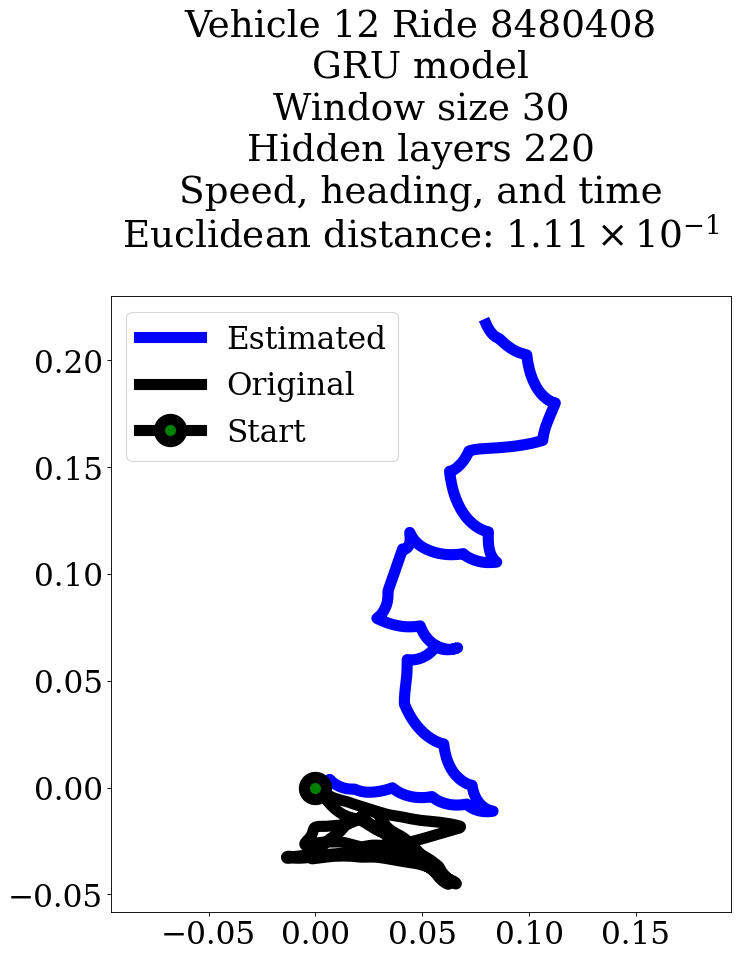 Vehicle 12 Ride 8480408
GRU model
Window size 30
Hidden layers 220
Speed, heading, and time
Euclidean distance: 1.11 × 10⁻¹
Estimated
Original
Start
0.20
0.15
0.10
0.05
0.00
−0.05
−0.05 0.00 0.05 0.10 0.15